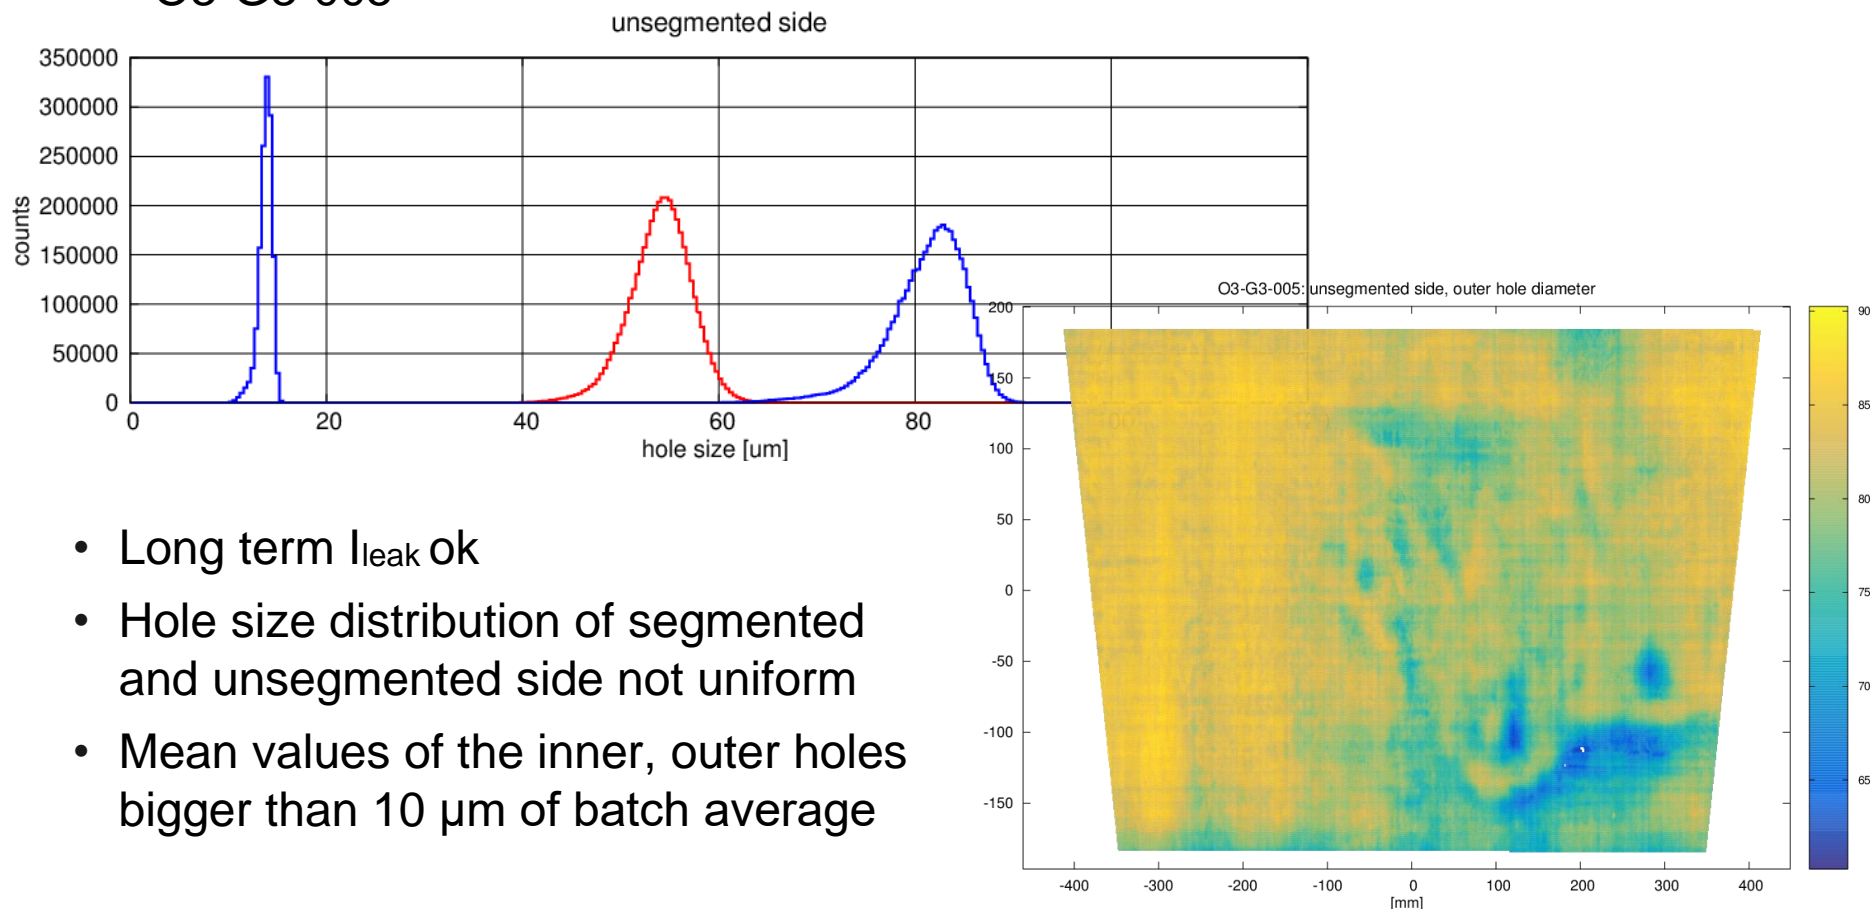 unsegmented side
350000
300000
250000
200000
150000
100000
50000
0
counts
0 20 40 60 80
hole size [um]
O3-G3-005: unsegmented side, outer hole diameter
200
150
100
50
0
-50
-100
-150
-400 -300 -200 -100 0 100 200 300 400
[mm]
90
85
80
75
70
65
• Long term Ileak ok
• Hole size distribution of segmented
and unsegmented side not uniform
• Mean values of the inner, outer holes
bigger than 10 µm of batch average